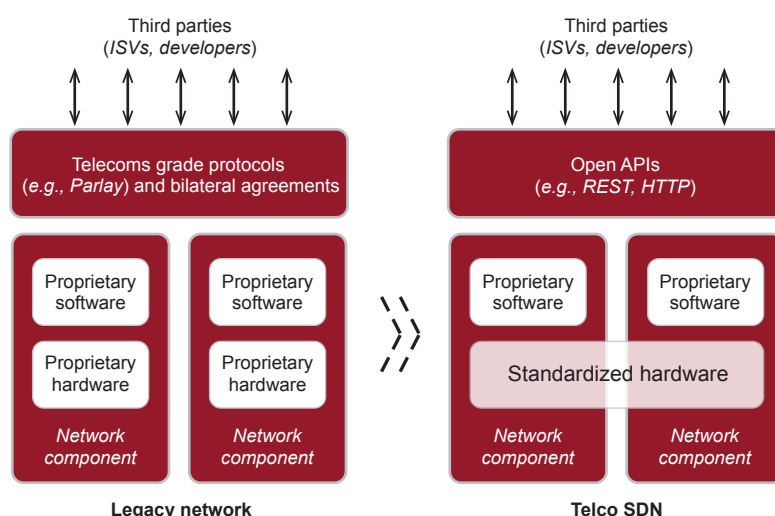 Third parties
(ISVs, developers)
Telecoms grade protocols
(e.g., Parlay) and bilateral agreements
Proprietary
software
Proprietary
hardware
Network
component
Proprietary
software
Proprietary
hardware
Network
component
Legacy network
Third parties
(ISVs, developers)
Open APIs
(e.g., REST, HTTP)
Proprietary
software
Proprietary
software
Standardized hardware
Network
component
Network
component
Telco SDN